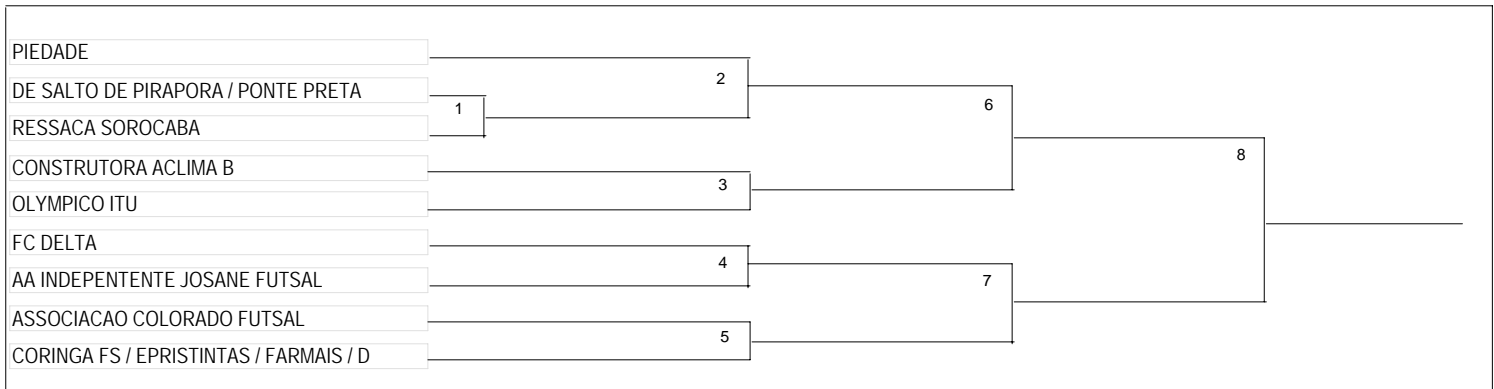 PIEDADE
2
DE SALTO DE PIRAPORA / PONTE PRETA
1
6
RESSACA SOROCABA
8
CONSTRUTORA ACLIMA B
3
OLYMPICO ITU
FC DELTA
4
AA INDEPENTENTE JOSANE FUTSAL
7
ASSOCIACAO COLORADO FUTSAL
5
CORINGA FS / EPRISTINTAS / FARMAIS / D